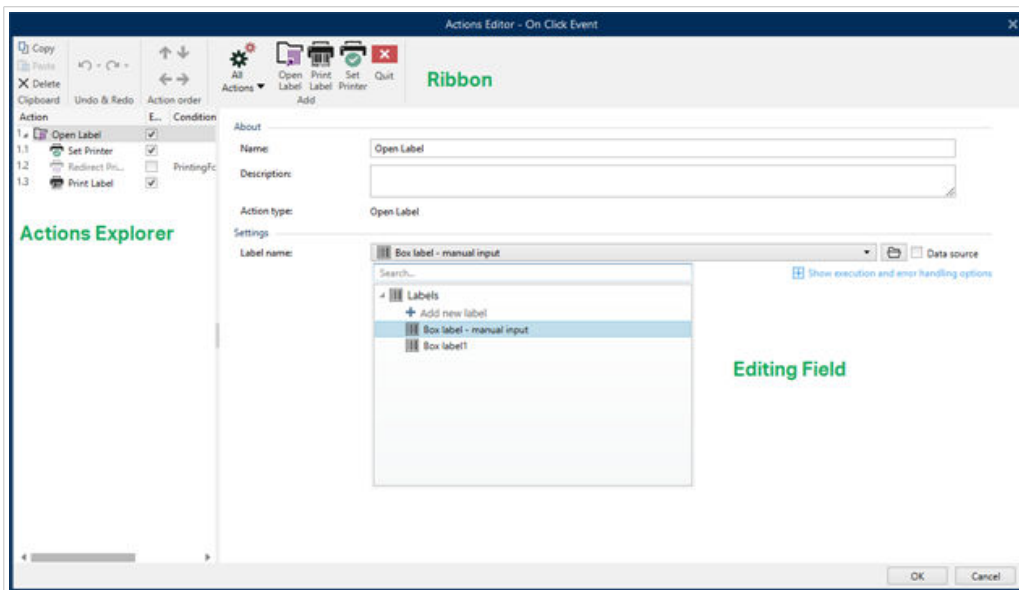 Actions Editor - On Click Event
Copy
Paste
Delete
Clipboard
Undo & Redo
Action order
All Actions
Open Label
Print Label
Set Printer
Quit
Add
Ribbon
Action E... Condition
1 Open Label
1.1 Set Printer
1.2 Redirect Pri... PrintingFc
1.3 Print Label
Actions Explorer
About
Name: Open Label
Description:
Action type: Open Label
Settings
Label name: Box label - manual input Data source
Search...
Show execution and error handling options
Labels
Add new label
Box label - manual input
Box label1
Editing Field
OK Cancel